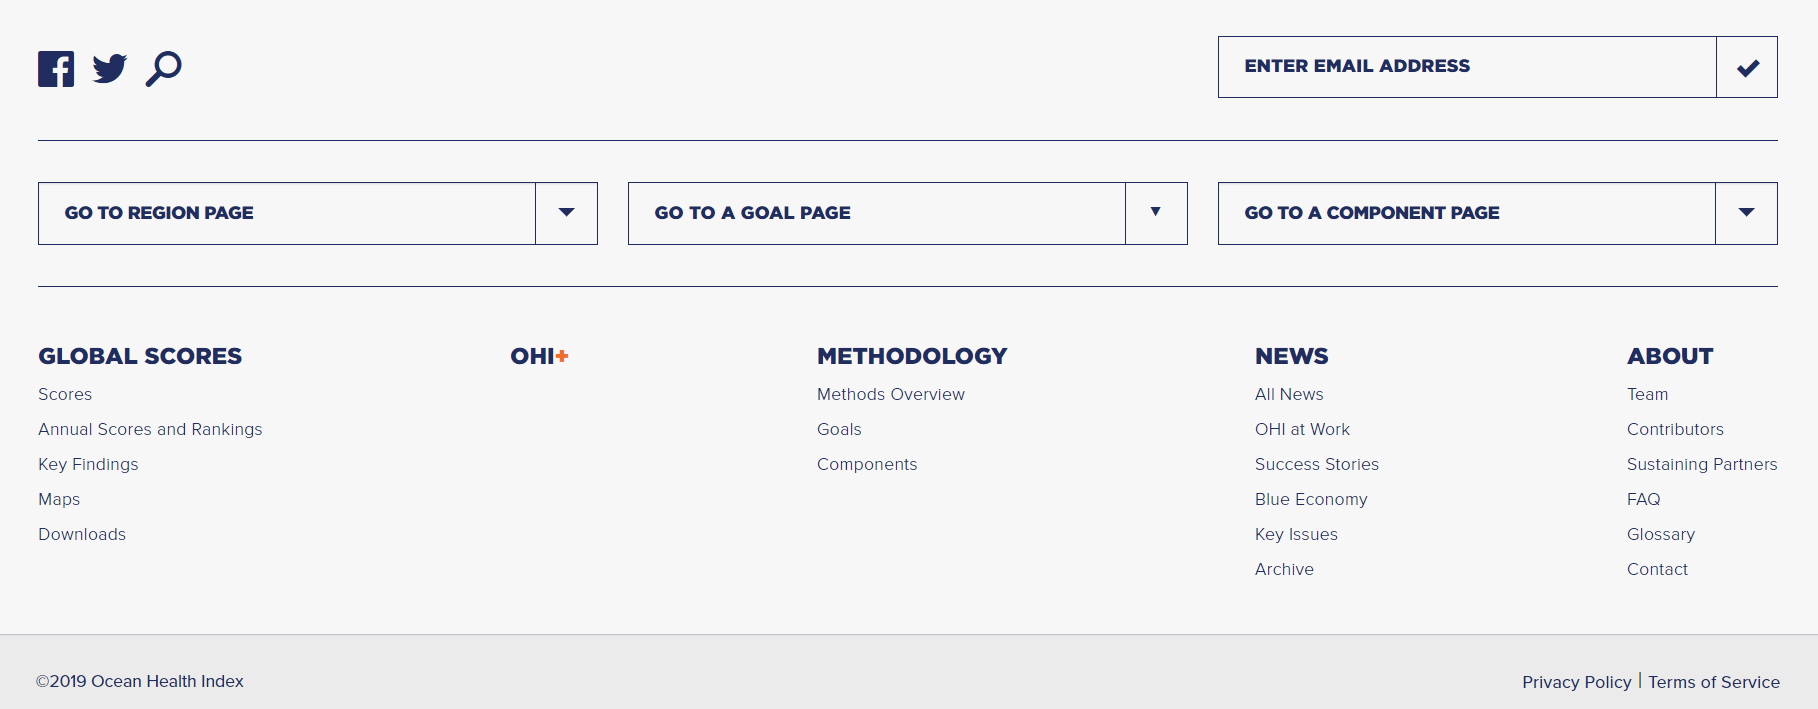 ENTER EMAIL ADDRESS
GO TO REGION PAGE
GO TO A GOAL PAGE
GO TO A COMPONENT PAGE
GLOBAL SCORES
Scores
Annual Scores and Rankings
Key Findings
Maps
Downloads
OHI+
METHODOLOGY
Methods Overview
Goals
Components
NEWS
All News
OHI at Work
Success Stories
Blue Economy
Key Issues
Archive
ABOUT
Team
Contributors
Sustaining Partners
FAQ
Glossary
Contact
©2019 Ocean Health Index
Privacy Policy | Terms of Service